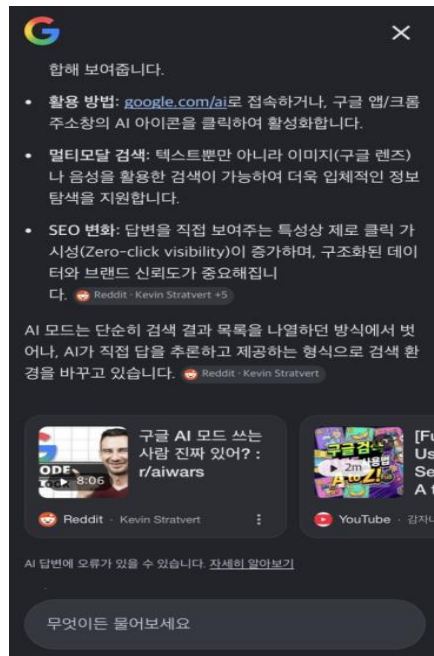 합해 보여줍니다.
• 활용 방법: google.com/ai로 접속하거나, 구글 앱/크롬
주소창의 AI 아이콘을 클릭하여 활성화합니다.
• 멀티모달 검색: 텍스트뿐만 아니라 이미지(구글 렌즈)
나 음성을 활용한 검색이 가능하여 더욱 입체적인 정보
탐색을 지원합니다.
• SEO 변화: 답변을 직접 보여주는 특성상 제로 클릭 가
시성(Zero-click visibility)이 증가하며, 구조화된 데이
터와 브랜드 신뢰도가 중요해집니
다. Reddit · Kevin Stratvert +5
AI 모드는 단순히 검색 결과 목록을 나열하던 방식에서 벗
어나, AI가 직접 답을 추론하고 제공하는 형식으로 검색 환
경을 바꾸고 있습니다. Reddit · Kevin Stratvert
구글 AI 모드 쓰는
사람 진짜 있어? :
r/aiwars
ODE
8:06
Reddit · Kevin Stratvert
구글검
A to Z!
2m
[Fu
Us
Se
A t
YouTube · 감자
AI 답변에 오류가 있을 수 있습니다. 자세히 알아보기
무엇이든 물어보세요